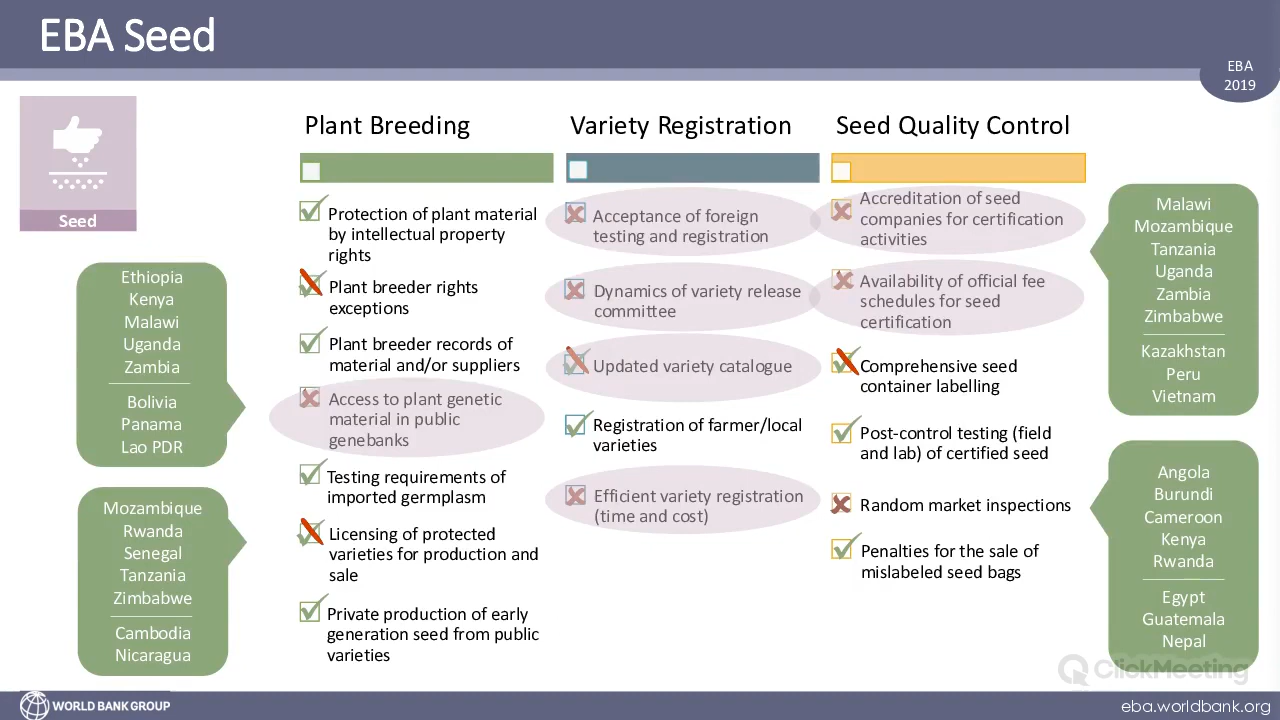 EBA Seed
EBA
2019
Seed
Plant Breeding
Protection of plant material
by intellectual property
rights
Plant breeder rights
exceptions
Plant breeder records of
material and/or suppliers
Access to plant genetic
material in public
genebanks
Testing requirements of
imported germplasm
Licensing of protected
varieties for production and
sale
Private production of early
generation seed from public
varieties
Variety Registration
Acceptance of foreign
testing and registration
Dynamics of variety release
committee
Updated variety catalogue
Registration of farmer/local
varieties
Efficient variety registration
(time and cost)
Seed Quality Control
Accreditation of seed
companies for certification
activities
Availability of official fee
schedules for seed
certification
Comprehensive seed
container labelling
Post-control testing (field
and lab) of certified seed
Random market inspections
Penalties for the sale of
mislabeled seed bags
Ethiopia
Kenya
Malawi
Uganda
Zambia
Bolivia
Panama
Lao PDR
Mozambique
Rwanda
Senegal
Tanzania
Zimbabwe
Cambodia
Nicaragua
Malawi
Mozambique
Tanzania
Uganda
Zambia
Zimbabwe
Kazakhstan
Peru
Vietnam
Angola
Burundi
Cameroon
Kenya
Rwanda
Egypt
Guatemala
Nepal
ClickMeeting
WORLD BANK GROUP
eba.worldbank.org